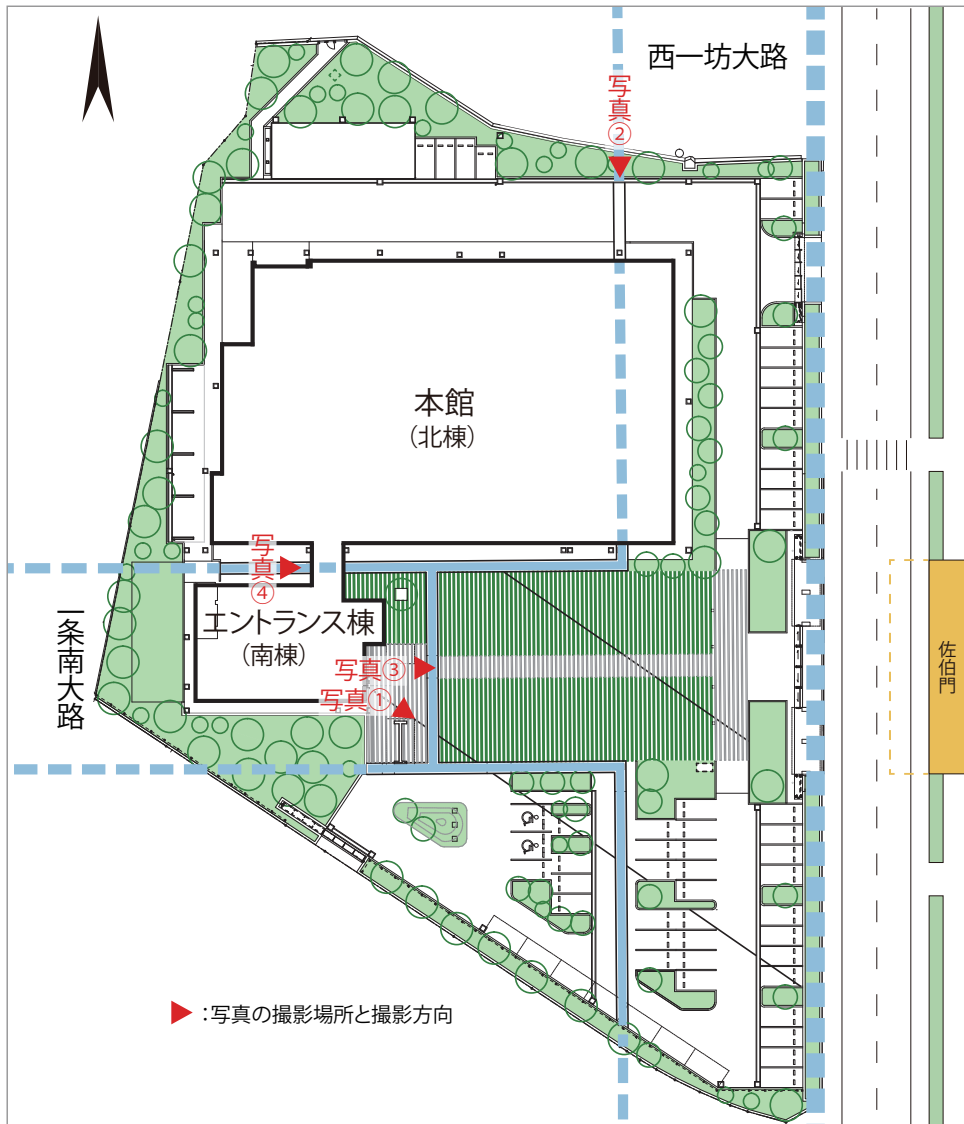 西一坊大路
写真②
本館
(北棟)
写真④
エントランス棟
(南棟)
一条南大路
写真③
写真①
佐伯門
▶：写真の撮影場所と撮影方向